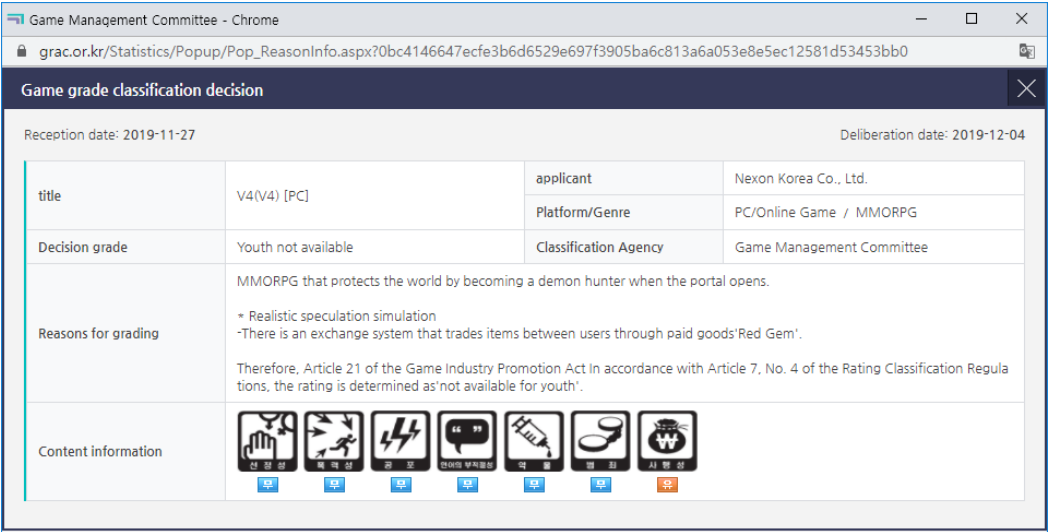 Game Management Committee - Chrome
grac.or.kr/Statistics/Popup/Pop_ReasonInfo.aspx?0bc4146647ecfe3b6d6529e697f3905ba6c813a6a053e8e5ec12581d53453bb0
Game grade classification decision
Reception date: 2019-11-27
Deliberation date: 2019-12-04
title
V4(V4) [PC]
applicant
Nexon Korea Co., Ltd.
Platform/Genre
PC/Online Game / MMORPG
Decision grade
Youth not available
Classification Agency
Game Management Committee
Reasons for grading
MMORPG that protects the world by becoming a demon hunter when the portal opens.
* Realistic speculation simulation
-There is an exchange system that trades items between users through paid goods'Red Gem'.
Therefore, Article 21 of the Game Industry Promotion Act In accordance with Article 7, No. 4 of the Rating Classification Regula
tions, the rating is determined as'not available for youth'.
Content information
선정성 폭력성 공포 언어의 부적절성 약물 범죄 사행성
무 무 무 무 무 무 유